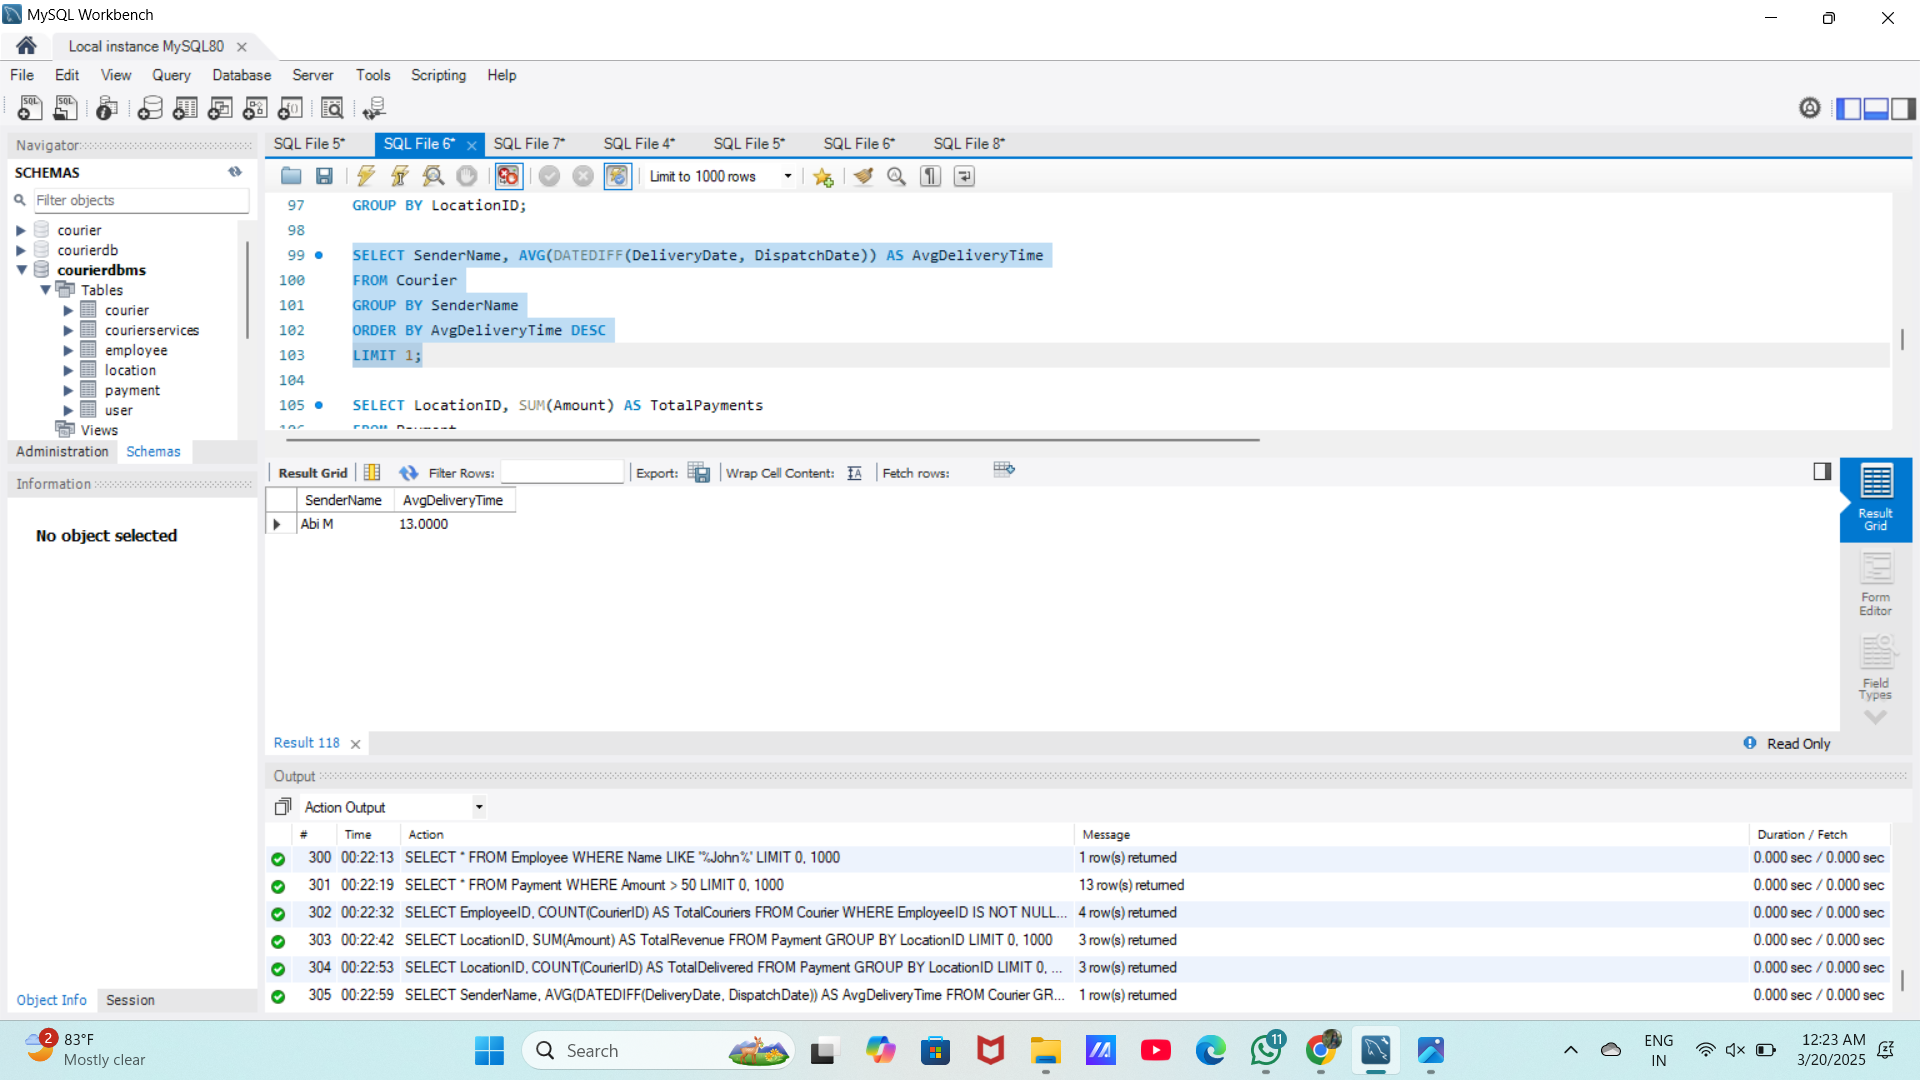 MySQL Workbench
Local instance MySQL80
File Edit View Query Database Server Tools Scripting Help
Navigator
SCHEMAS
Filter objects
courier
courierdb
courierdbms
Tables
courier
courierservices
employee
location
payment
user
Views
Administration Schemas
Information
No object selected
Object Info Session
SQL File 5* SQL File 6* SQL File 7* SQL File 4* SQL File 5* SQL File 6* SQL File 8*
Limit to 1000 rows
97 GROUP BY LocationID;
98
99 SELECT SenderName, AVG(DATEDIFF(DeliveryDate, DispatchDate)) AS AvgDeliveryTime
100 FROM Courier
101 GROUP BY SenderName
102 ORDER BY AvgDeliveryTime DESC
103 LIMIT 1;
104
105 SELECT LocationID, SUM(Amount) AS TotalPayments
106 FROM Payment
Result Grid Filter Rows: Export: Wrap Cell Content: Fetch rows:
SenderName AvgDeliveryTime
Abi M 13.0000
Result Grid
Form Editor
Field Types
Result 118
Read Only
Output
Action Output
# Time Action Message Duration / Fetch
300 00:22:13 SELECT * FROM Employee WHERE Name LIKE '%John%' LIMIT 0, 1000 1 row(s) returned 0.000 sec / 0.000 sec
301 00:22:19 SELECT * FROM Payment WHERE Amount > 50 LIMIT 0, 1000 13 row(s) returned 0.000 sec / 0.000 sec
302 00:22:32 SELECT EmployeeID, COUNT(CourierID) AS TotalCouriers FROM Courier WHERE EmployeeID IS NOT NULL... 4 row(s) returned 0.000 sec / 0.000 sec
303 00:22:42 SELECT LocationID, SUM(Amount) AS TotalRevenue FROM Payment GROUP BY LocationID LIMIT 0, 1000 3 row(s) returned 0.000 sec / 0.000 sec
304 00:22:53 SELECT LocationID, COUNT(CourierID) AS TotalDelivered FROM Payment GROUP BY LocationID LIMIT 0, ... 3 row(s) returned 0.000 sec / 0.000 sec
305 00:22:59 SELECT SenderName, AVG(DATEDIFF(DeliveryDate, DispatchDate)) AS AvgDeliveryTime FROM Courier GR... 1 row(s) returned 0.000 sec / 0.000 sec
2
83°F
Mostly clear
Search
11
ENG
IN
12:23 AM
3/20/2025